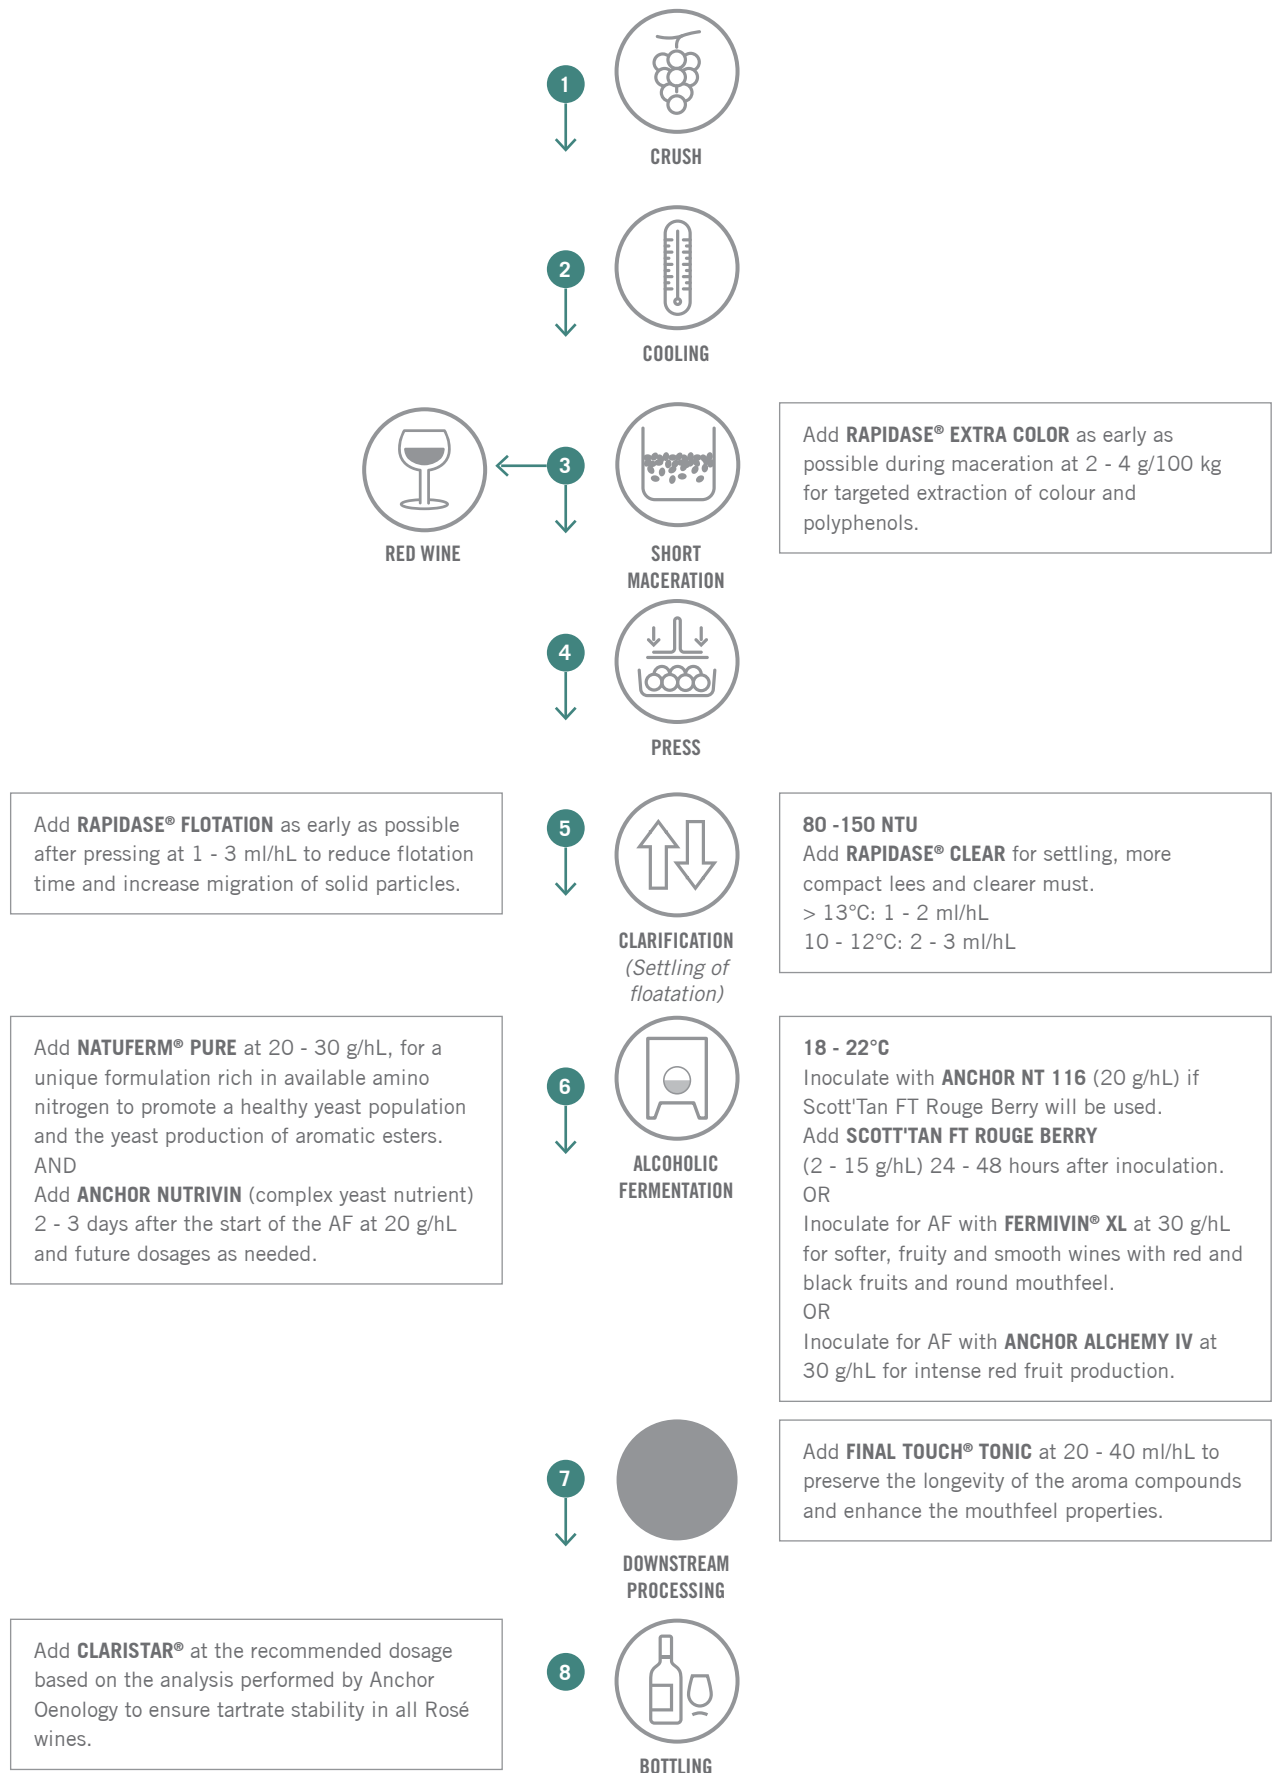 1
CRUSH
2
COOLING
3
RED WINE
SHORT
MACERATION
Add RAPIDASE® EXTRA COLOR as early as
possible during maceration at 2 - 4 g/100 kg
for targeted extraction of colour and
polyphenols.
4
PRESS
Add RAPIDASE® FLOTATION as early as possible
after pressing at 1 - 3 ml/hL to reduce flotation
time and increase migration of solid particles.
5
CLARIFICATION
(Settling of
floatation)
80 -150 NTU
Add RAPIDASE® CLEAR for settling, more
compact lees and clearer must.
> 13°C: 1 - 2 ml/hL
10 - 12°C: 2 - 3 ml/hL
Add NATUFERM® PURE at 20 - 30 g/hL, for a
unique formulation rich in available amino
nitrogen to promote a healthy yeast population
and the yeast production of aromatic esters.
AND
Add ANCHOR NUTRIVIN (complex yeast nutrient)
2 - 3 days after the start of the AF at 20 g/hL
and future dosages as needed.
6
ALCOHOLIC
FERMENTATION
18 - 22°C
Inoculate with ANCHOR NT 116 (20 g/hL) if
Scott'Tan FT Rouge Berry will be used.
Add SCOTT'TAN FT ROUGE BERRY
(2 - 15 g/hL) 24 - 48 hours after inoculation.
OR
Inoculate for AF with FERMIVIN® XL at 30 g/hL
for softer, fruity and smooth wines with red and
black fruits and round mouthfeel.
OR
Inoculate for AF with ANCHOR ALCHEMY IV at
30 g/hL for intense red fruit production.
7
DOWNSTREAM
PROCESSING
Add FINAL TOUCH® TONIC at 20 - 40 ml/hL to
preserve the longevity of the aroma compounds
and enhance the mouthfeel properties.
Add CLARISTAR® at the recommended dosage
based on the analysis performed by Anchor
Oenology to ensure tartrate stability in all Rosé
wines.
8
BOTTLING